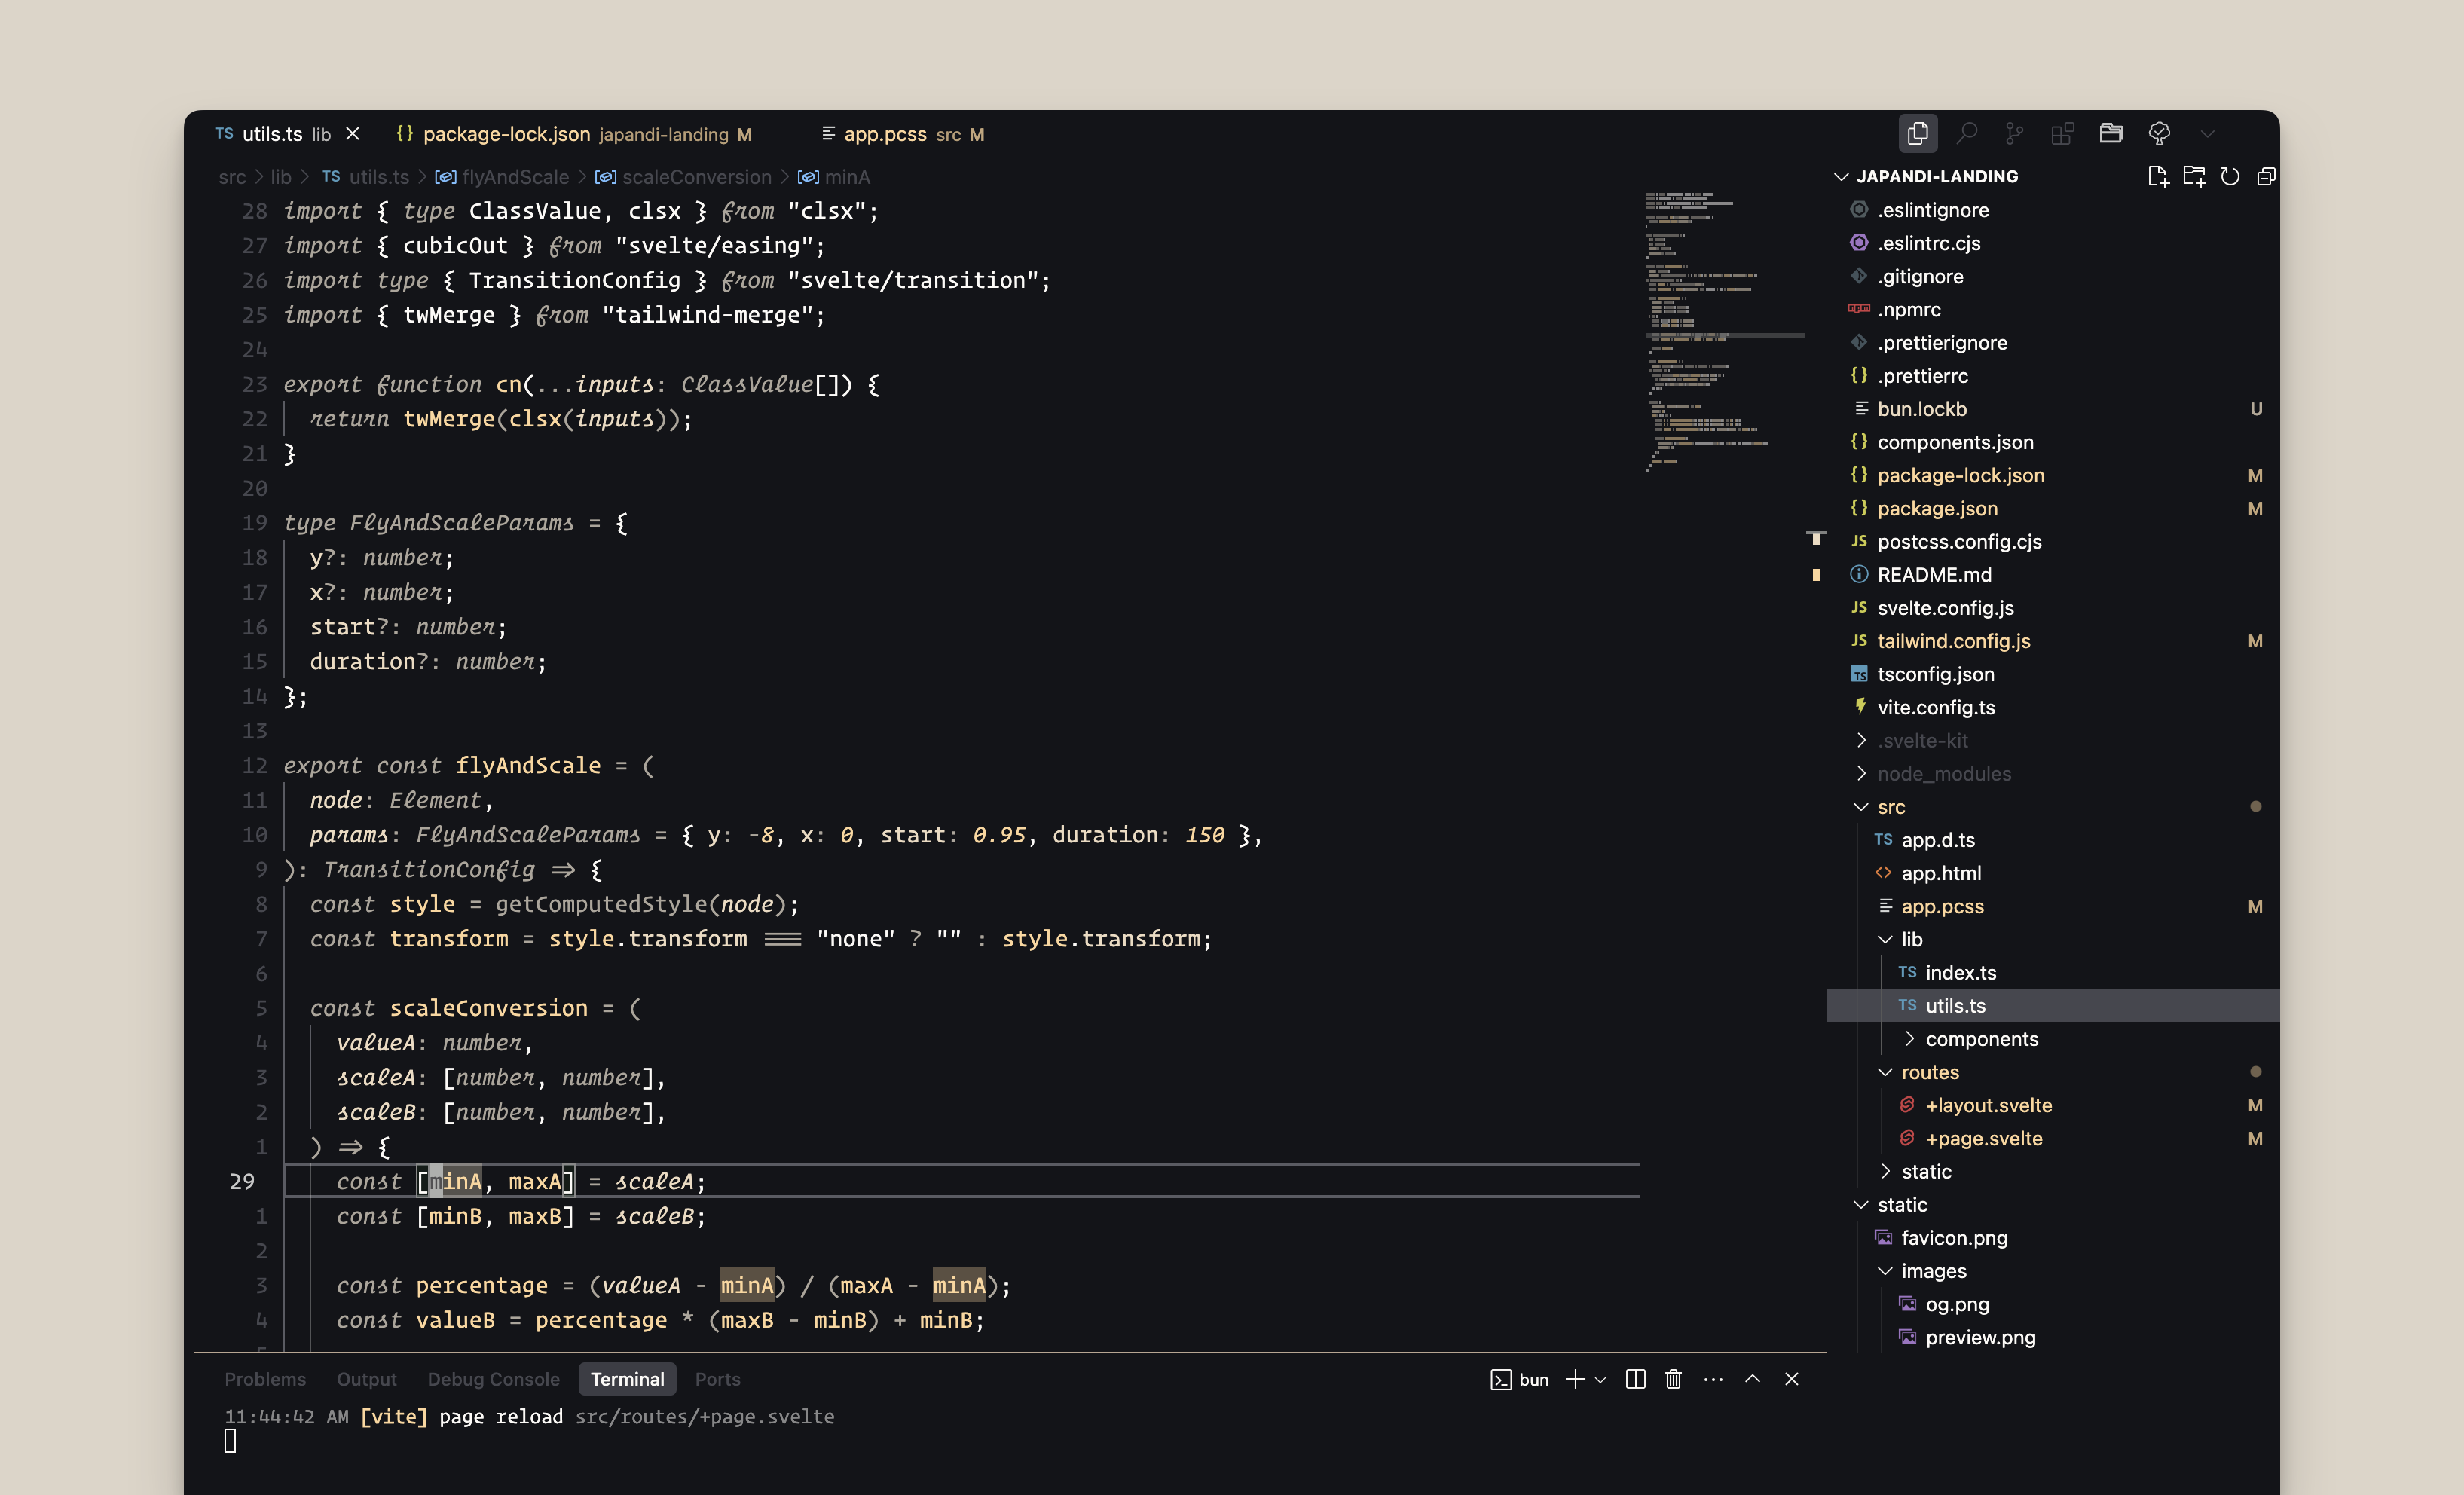 TS utils.ts lib
{} package-lock.json japandi-landing M
app.pcss src M
src > lib > TS utils.ts > flyAndScale > scaleConversion > minA
28 import { type ClassValue, clsx } from "clsx";
27 import { cubicOut } from "svelte/easing";
26 import type { TransitionConfig } from "svelte/transition";
25 import { twMerge } from "tailwind-merge";
24
23 export function cn(...inputs: ClassValue[]) {
22 return twMerge(clsx(inputs));
21 }
20
19 type FlyAndScaleParams = {
18 y?: number;
17 x?: number;
16 start?: number;
15 duration?: number;
14 };
13
12 export const flyAndScale = (
11 node: Element,
10 params: FlyAndScaleParams = { y: -8, x: 0, start: 0.95, duration: 150 },
9 ): TransitionConfig => {
8 const style = getComputedStyle(node);
7 const transform = style.transform === "none" ? "" : style.transform;
6
5 const scaleConversion = (
4 valueA: number,
3 scaleA: [number, number],
2 scaleB: [number, number],
1 ) => {
29 const [minA, maxA] = scaleA;
1 const [minB, maxB] = scaleB;
2
3 const percentage = (valueA - minA) / (maxA - minA);
4 const valueB = percentage * (maxB - minB) + minB;
Problems Output Debug Console Terminal Ports
bun
11:44:42 AM [vite] page reload src/routes/+page.svelte
JAPANDI-LANDING
.eslintignore
.eslintrc.cjs
.gitignore
npm .npmrc
.prettierignore
{} .prettierrc
bun.lockb U
{} components.json
{} package-lock.json M
{} package.json M
JS postcss.config.cjs
README.md
JS svelte.config.js
JS tailwind.config.js M
TS tsconfig.json
vite.config.ts
.svelte-kit
node_modules
src
TS app.d.ts
<> app.html
app.pcss M
lib
TS index.ts
TS utils.ts
components
routes
+layout.svelte M
+page.svelte M
static
static
favicon.png
images
og.png
preview.png